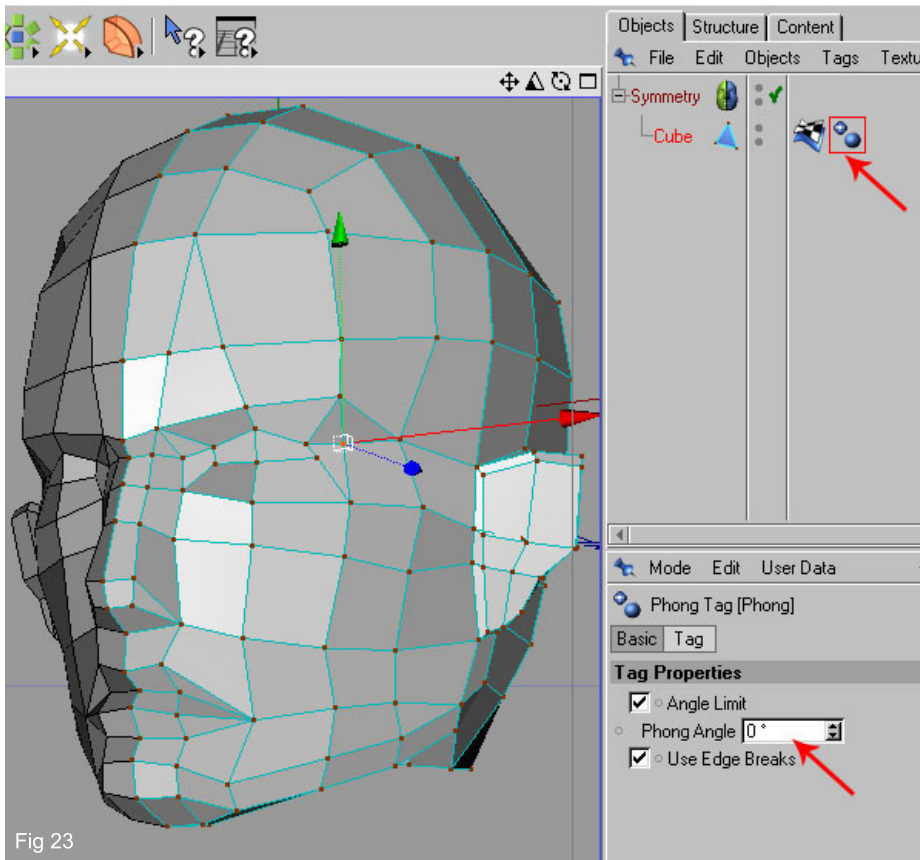 Objects Structure Content
File Edit Objects Tags Textu
Symmetry
Cube
Mode Edit User Data
Phong Tag [Phong]
Basic Tag
Tag Properties
Angle Limit
Phong Angle 0 °
Use Edge Breaks
Fig 23